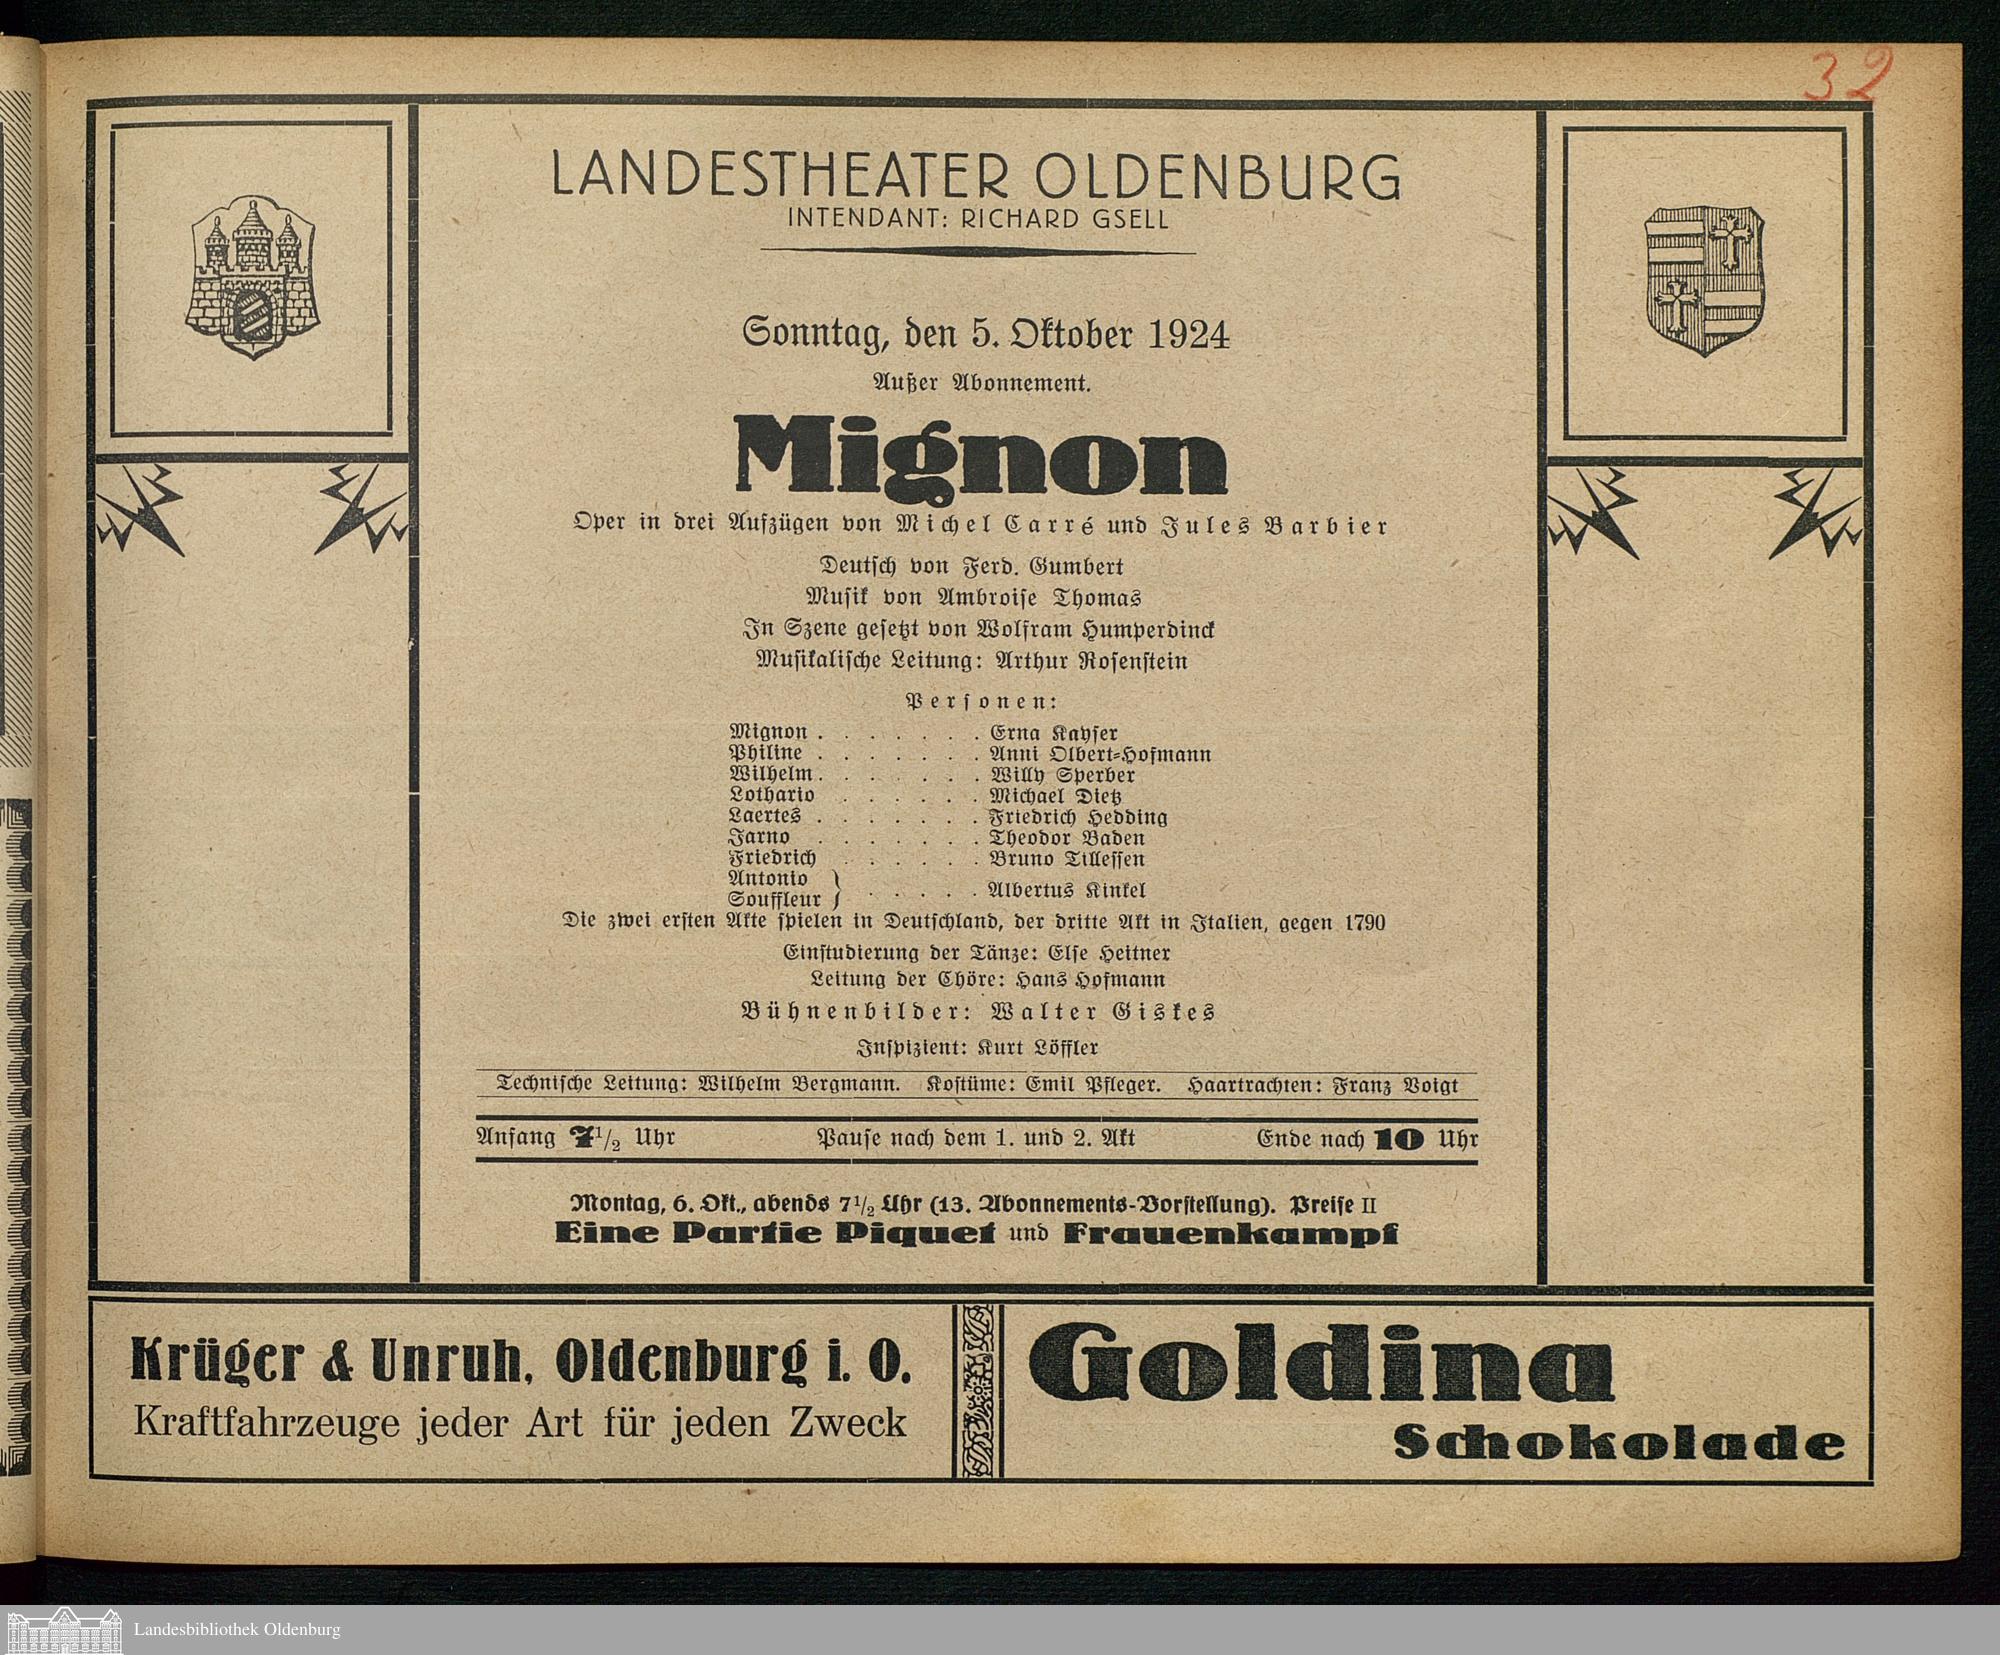 32
LANDESTHEATER OLDENBURG
INTENDANT: RICHARD GSELL
Sonntag, den 5. Oktober 1924
Außer Abonnement.
Mignon
Oper in drei Aufzügen von Michel Carré und Jules Barbier
Deutsch von Ferd. Gumbert
Musik von Ambroise Thomas
In Szene gesetzt von Wolfram Humperdinck
Musikalische Leitung: Arthur Rosenstein
Personen:
Mignon . . . . . . . Erna Kayser
Philine . . . . . . . Anni Olbert-Hofmann
Wilhelm . . . . . . . Willy Sperber
Lothario . . . . . . Michael Dietz
Laertes . . . . . . . Friedrich Hedding
Jarno . . . . . . . Theodor Baden
Friedrich . . . . . . Bruno Tillessen
Antonio
Souffleur } . . . . . Albertus Kinkel
Die zwei ersten Akte spielen in Deutschland, der dritte Akt in Italien, gegen 1790
Einstudierung der Tänze: Else Heitner
Leitung der Chöre: Hans Hofmann
Bühnenbilder: Walter Giskes
Inspizient: Kurt Löffler
Technische Leitung: Wilhelm Bergmann. Kostüme: Emil Pfleger. Haartrachten: Franz Voigt
Anfang 7 1/2 Uhr Pause nach dem 1. und 2. Akt Ende nach 10 Uhr
Montag, 6. Okt., abends 7 1/2 Uhr (13. Abonnements-Vorstellung). Preise II
Eine Partie Piquet und Frauenkampf
Krüger & Unruh, Oldenburg i. O.
Kraftfahrzeuge jeder Art für jeden Zweck
Goldina
Schokolade
Landesbibliothek Oldenburg